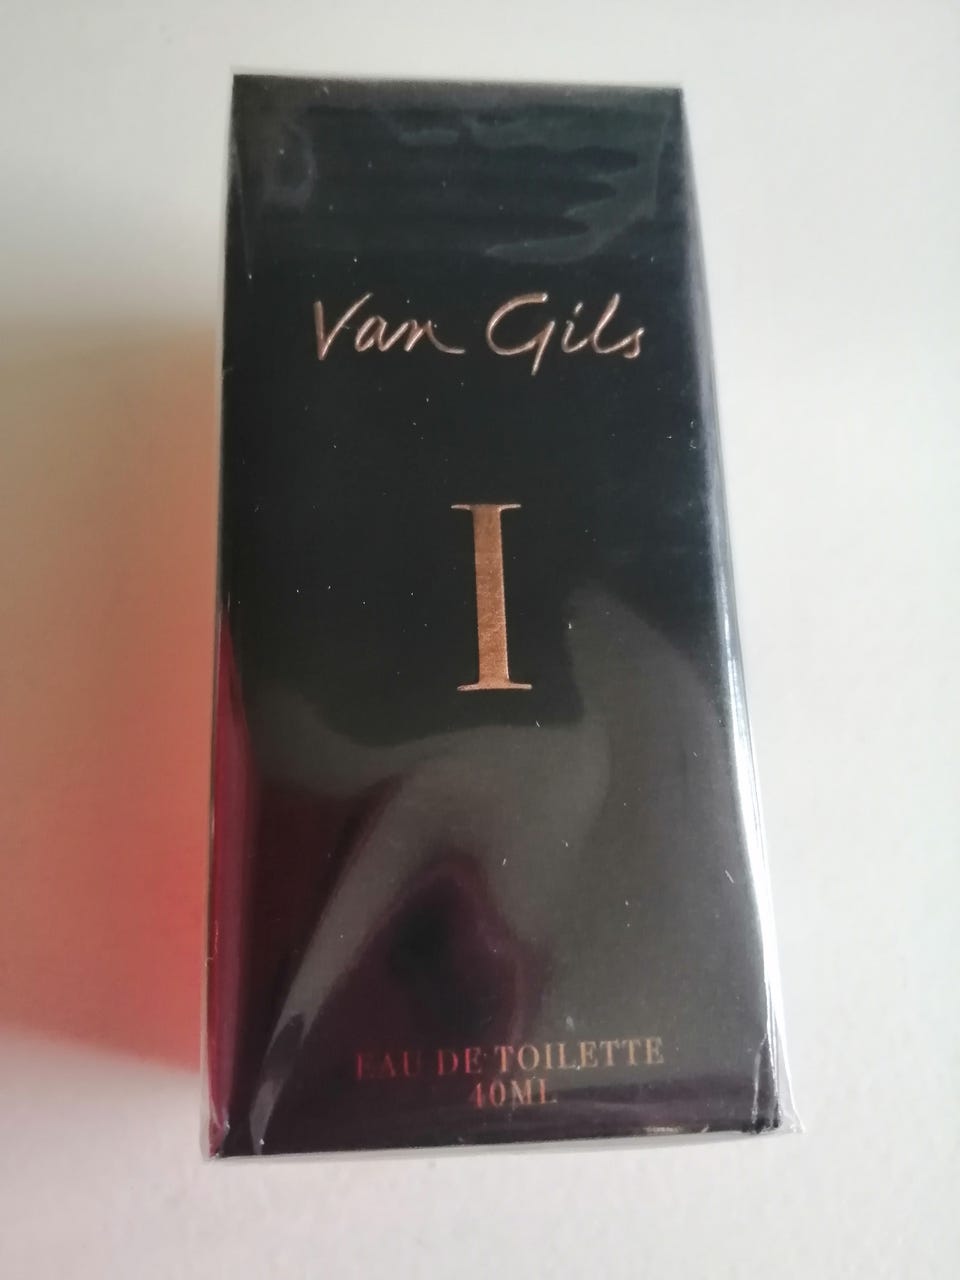 Van Gils
I
EAU DE TOILETTE
40ML